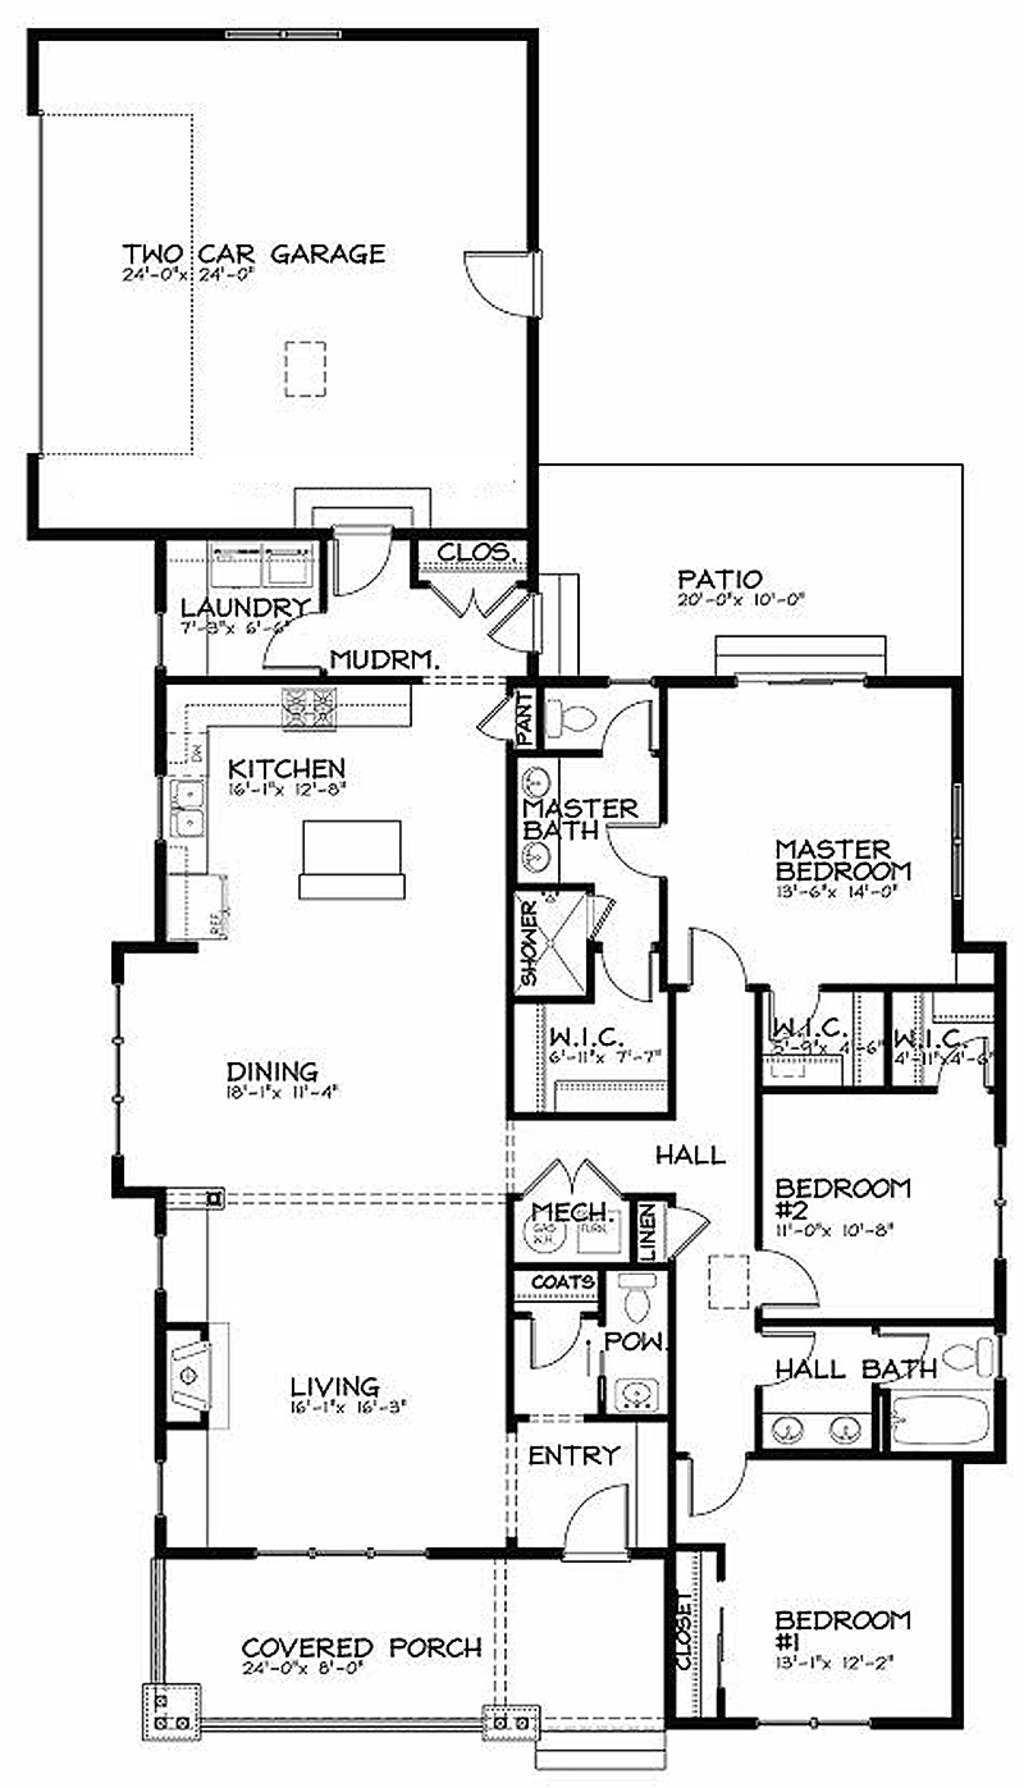 TWO CAR GARAGE
24'-0"x 24'-0"
CLOS.
LAUNDRY
7'-3"x 6'-6"
MUDRM.
PATIO
20'-0"x 10'-0"
PANT
KITCHEN
16'-1"x 12'-8"
DW
REF.
MASTER
BATH
MASTER
BEDROOM
13'-6"x 14'-0"
SHOWER
W.I.C.
6'-11"x 7'-7"
W.I.C.
5'-9"x 4'-6"
W.I.C.
4'-11"x4'-6"
DINING
18'-1"x 11'-4"
HALL
MECH.
GAS
W.H.
FURN.
LINEN
BEDROOM
#2
11'-0"x 10'-8"
COATS
POW.
HALL BATH
LIVING
16'-1"x 16'-3"
ENTRY
CLOSET
BEDROOM
#1
13'-1"x 12'-2"
COVERED PORCH
24'-0"x 8'-0"